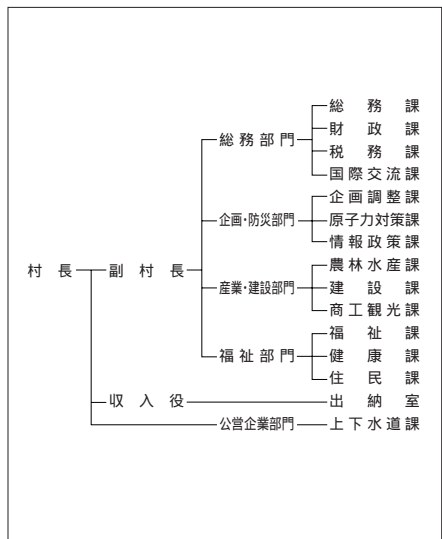 総務課
財政課
総務部門
税務課
国際交流課
企画調整課
企画・防災部門
原子力対策課
情報政策課
農林水産課
村長
副村長
産業・建設部門
建設課
商工観光課
福祉課
福祉部門
健康課
住民課
収入役
出納室
公営企業部門
上下水道課